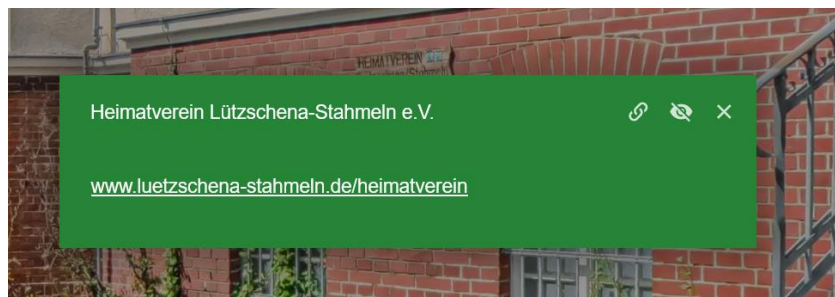 HEIMATVEREIN
Heimatverein Lützschena-Stahmeln e.V.
www.luetzschena-stahmeln.de/heimatverein